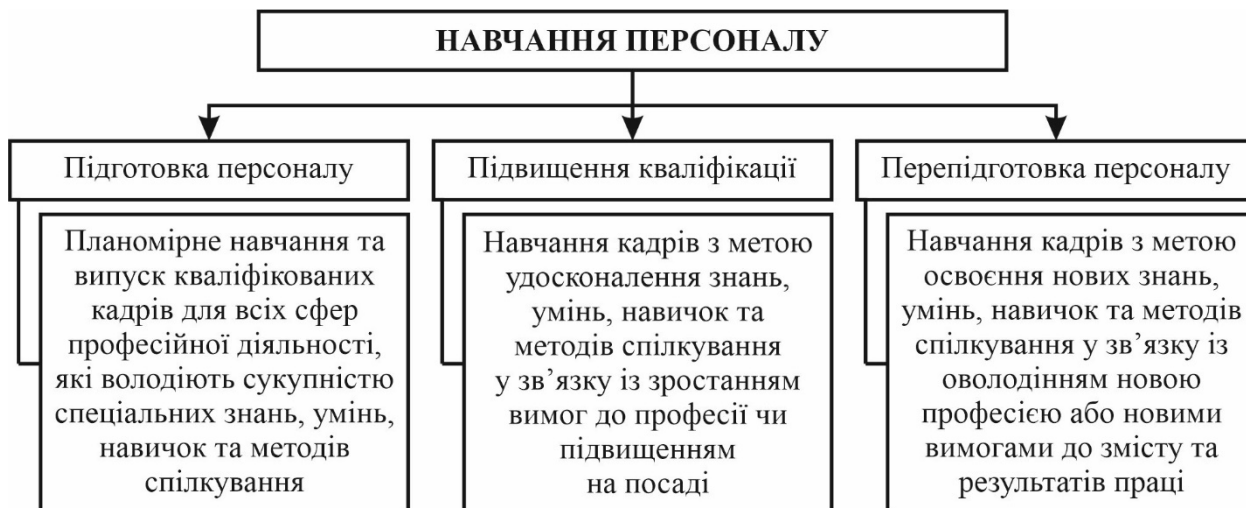 НАВЧАННЯ ПЕРСОНАЛУ
Підготовка персоналу
Планомірне навчання та
випуск кваліфікованих
кадрів для всіх сфер
професійної діяльності,
які володіють сукупністю
спеціальних знань, умінь,
навичок та методів
спілкування
Підвищення кваліфікації
Навчання кадрів з метою
удосконалення знань,
умінь, навичок та
методів спілкування
у зв’язку із зростанням
вимог до професії чи
підвищенням
на посаді
Перепідготовка персоналу
Навчання кадрів з метою
освоєння нових знань,
умінь, навичок та методів
спілкування у зв’язку із
оволодінням новою
професією або новими
вимогами до змісту та
результатів праці